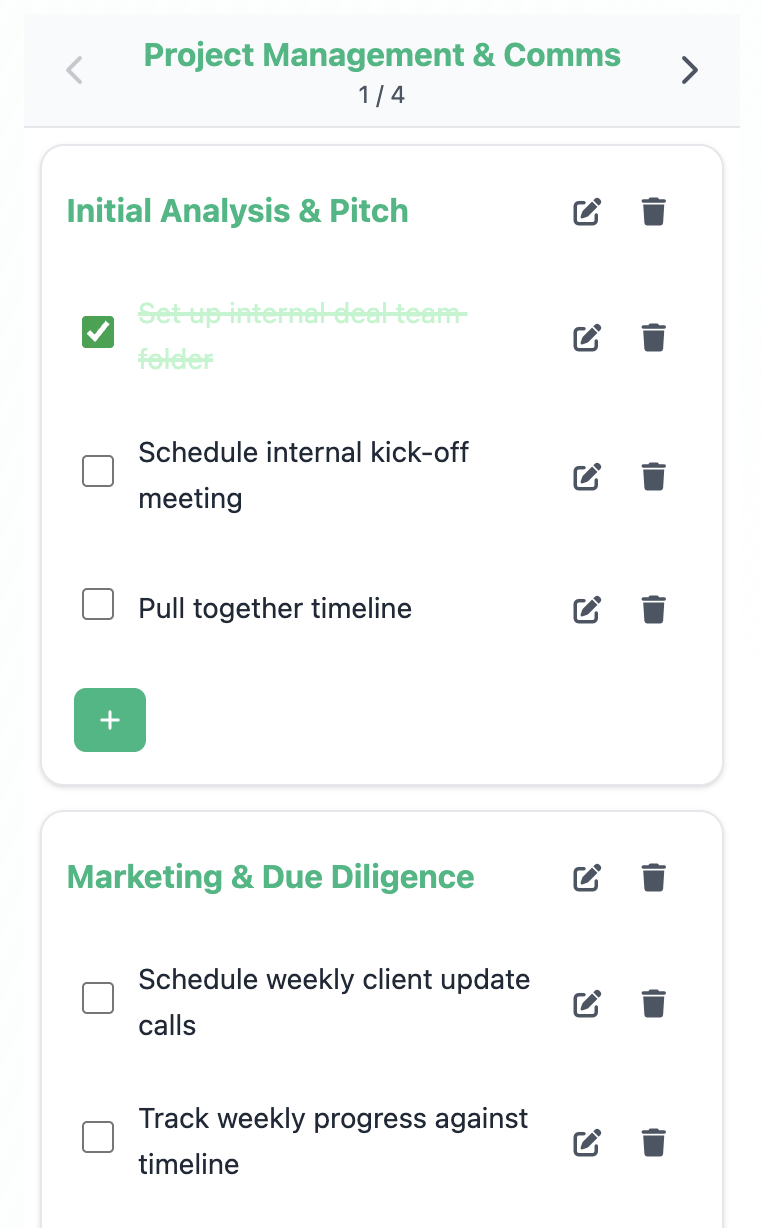 Project Management & Comms
1 / 4
Initial Analysis & Pitch
Set up internal deal team
folder
Schedule internal kick-off
meeting
Pull together timeline
+
Marketing & Due Diligence
Schedule weekly client update
calls
Track weekly progress against
timeline